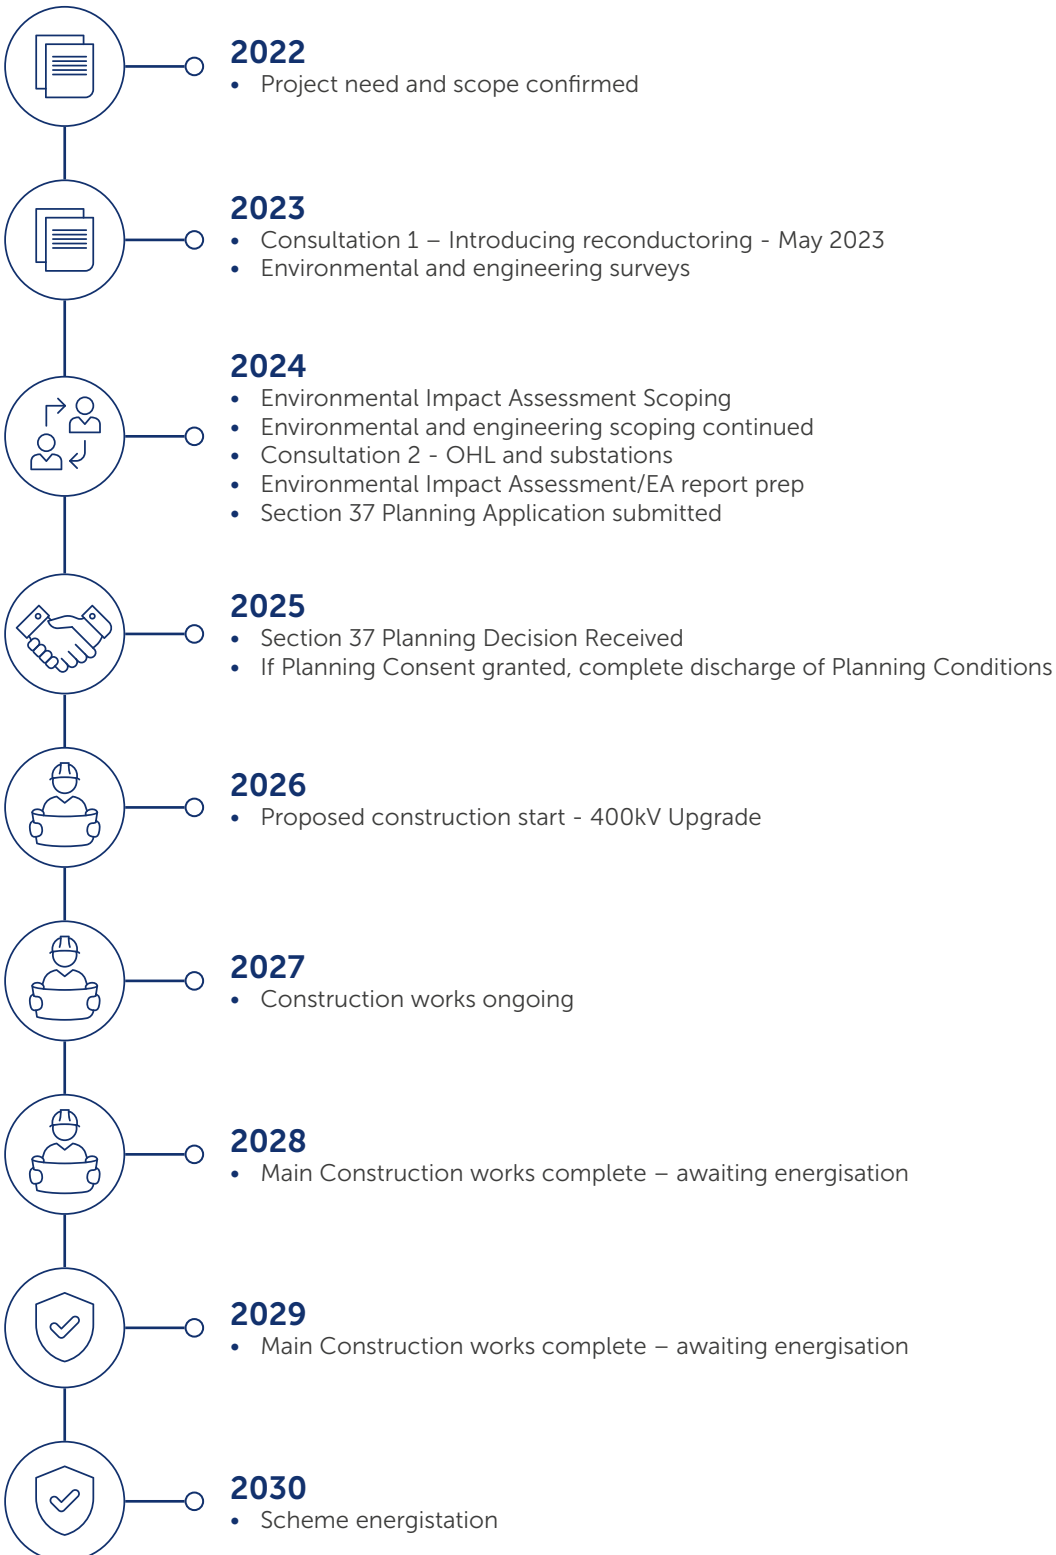 2022
• Project need and scope confirmed
2023
• Consultation 1 – Introducing reconductoring - May 2023
• Environmental and engineering surveys
2024
• Environmental Impact Assessment Scoping
• Environmental and engineering scoping continued
• Consultation 2 - OHL and substations
• Environmental Impact Assessment/EA report prep
• Section 37 Planning Application submitted
2025
• Section 37 Planning Decision Received
• If Planning Consent granted, complete discharge of Planning Conditions
2026
• Proposed construction start - 400kV Upgrade
2027
• Construction works ongoing
2028
• Main Construction works complete – awaiting energisation
2029
• Main Construction works complete – awaiting energisation
2030
• Scheme energistation